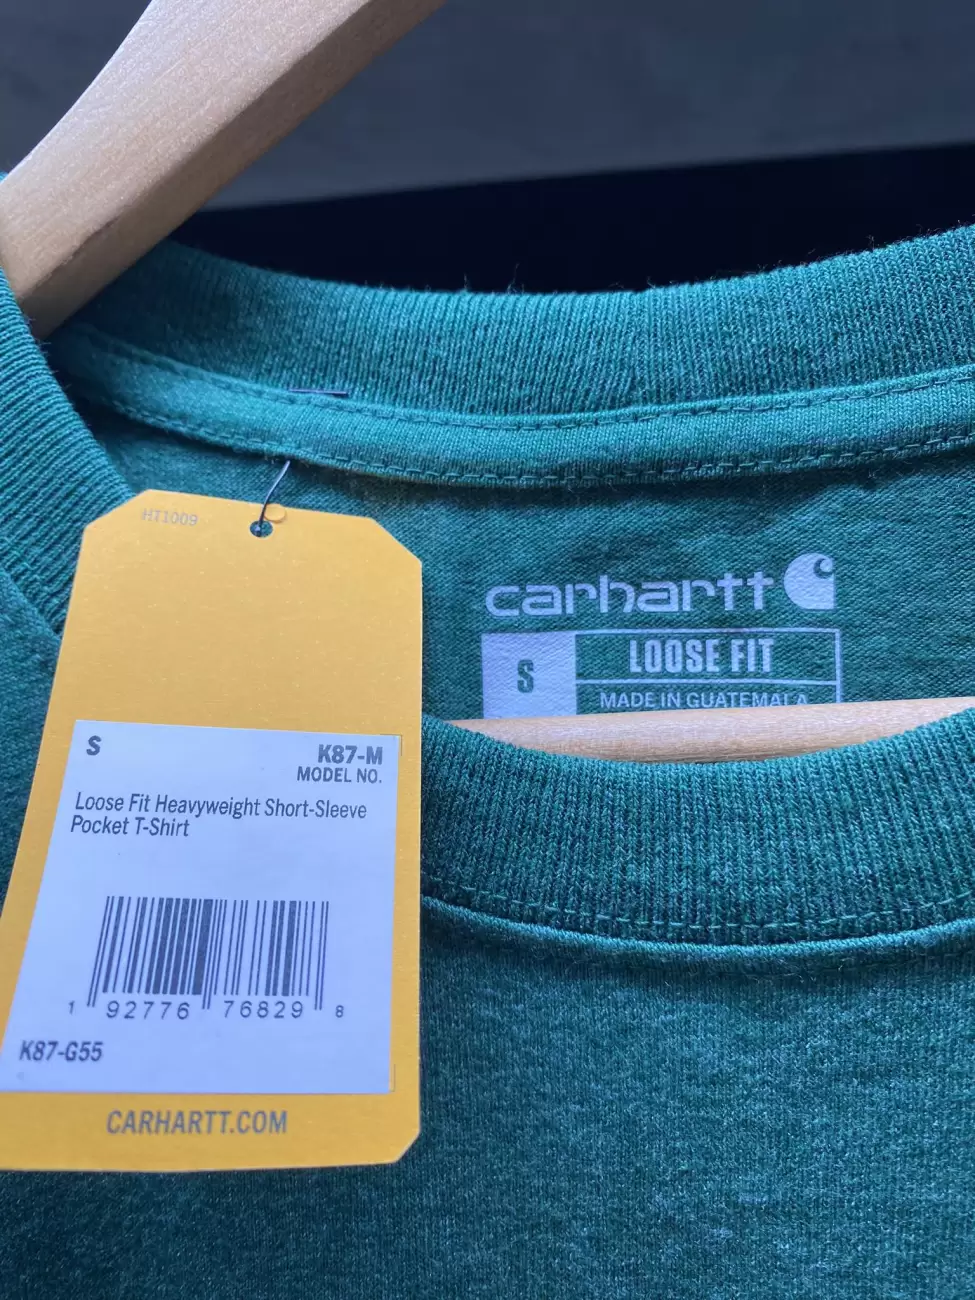 HT1009
S
K87-M
MODEL NO.
Loose Fit Heavyweight Short-Sleeve
Pocket T-Shirt
1 92776 76829 8
K87-G55
CARHARTT.COM
carhartt
S
LOOSE FIT
MADE IN GUATEMALA